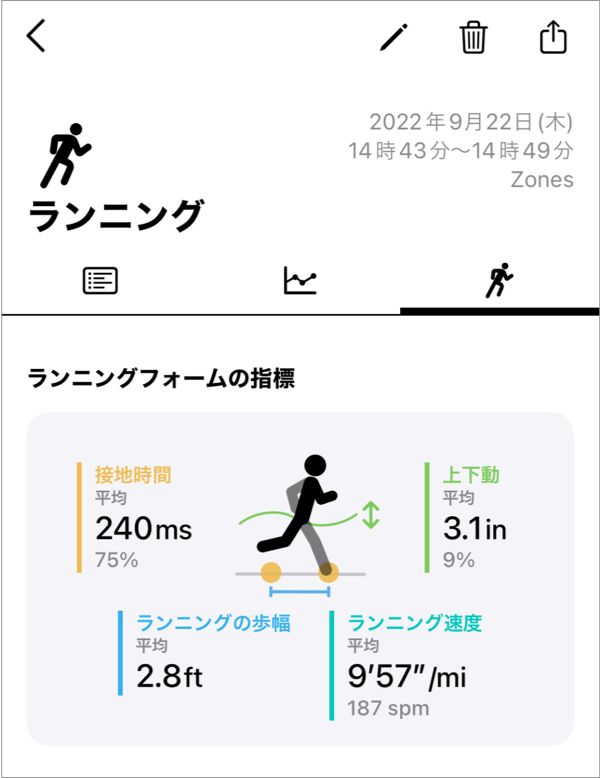 2022年9月22日(木)
14時43分〜14時49分
Zones
ランニング
ランニングフォームの指標
接地時間
平均
240ms
75%
上下動
平均
3.1in
9%
ランニングの歩幅
平均
2.8ft
ランニング速度
平均
9′57″/mi
187 spm